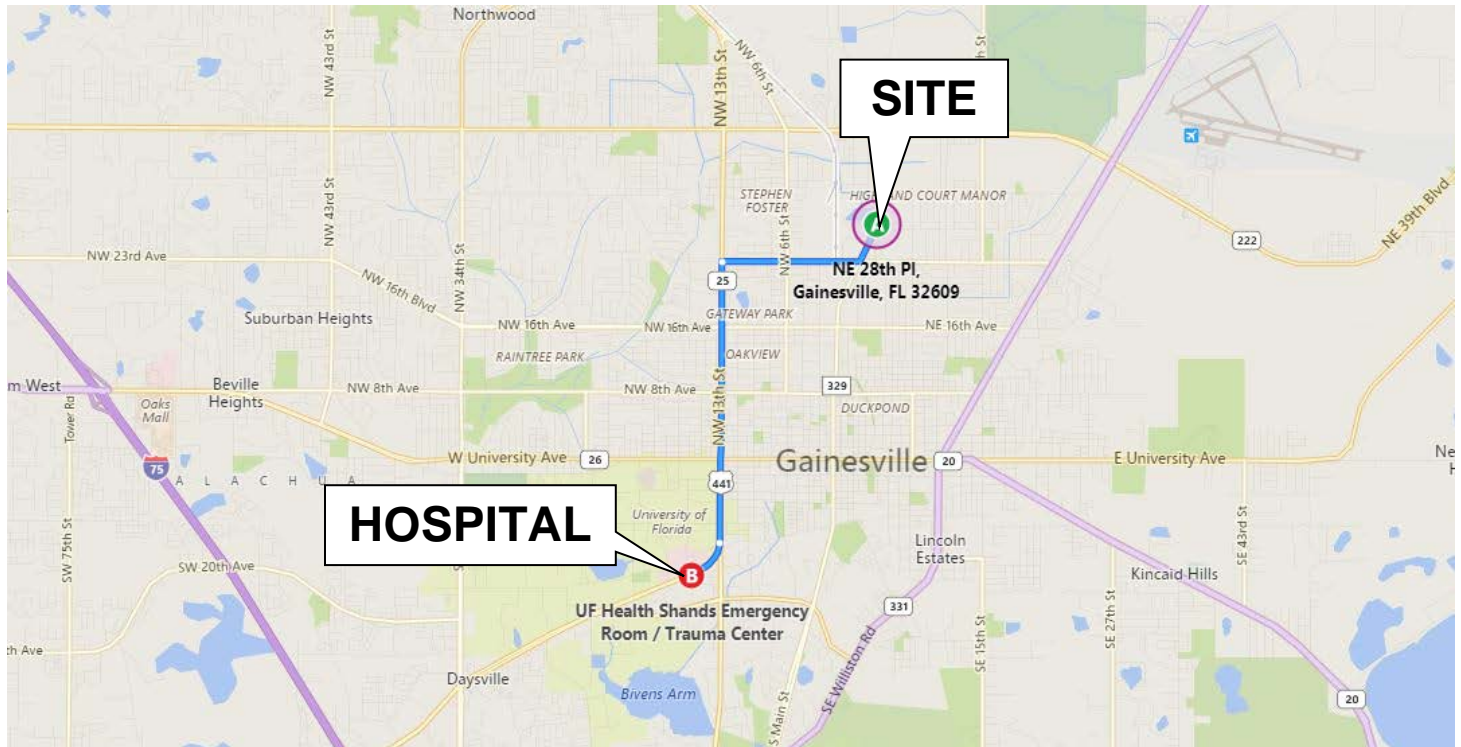 Northwood
NW 43rd St
NW 13th St
NW 6th St
St
SITE
NW 43rd St
STEPHEN
FOSTER
HIGHLAND COURT MANOR
A
NE 39th Blvd
222
NW 23rd Ave
NW 34th St
NW 6th St
NE 28th Pl,
Gainesville, FL 32609
25
NW 16th Blvd
Suburban Heights
GATEWAY PARK
NW 16th Ave
NW 16th Ave
NE 16th Ave
RAINTREE PARK
OAKVIEW
m West
Beville
Heights
NW 8th Ave
NW 8th Ave
329
Oaks
Mall
Tower Rd
DUCKPOND
NW 13th St
W University Ave
26
Gainesville
20
E University Ave
Ne
H
75
ALACHUA
441
HOSPITAL
University of
Florida
SW 75th St
SE 43rd St
Lincoln
Estates
SW 20th Ave
B
Kincaid Hills
UF Health Shands Emergency
Room / Trauma Center
331
th Ave
SE 15th St
SE 27th St
Daysville
Bivens Arm
S Main St
SE Williston Rd
20